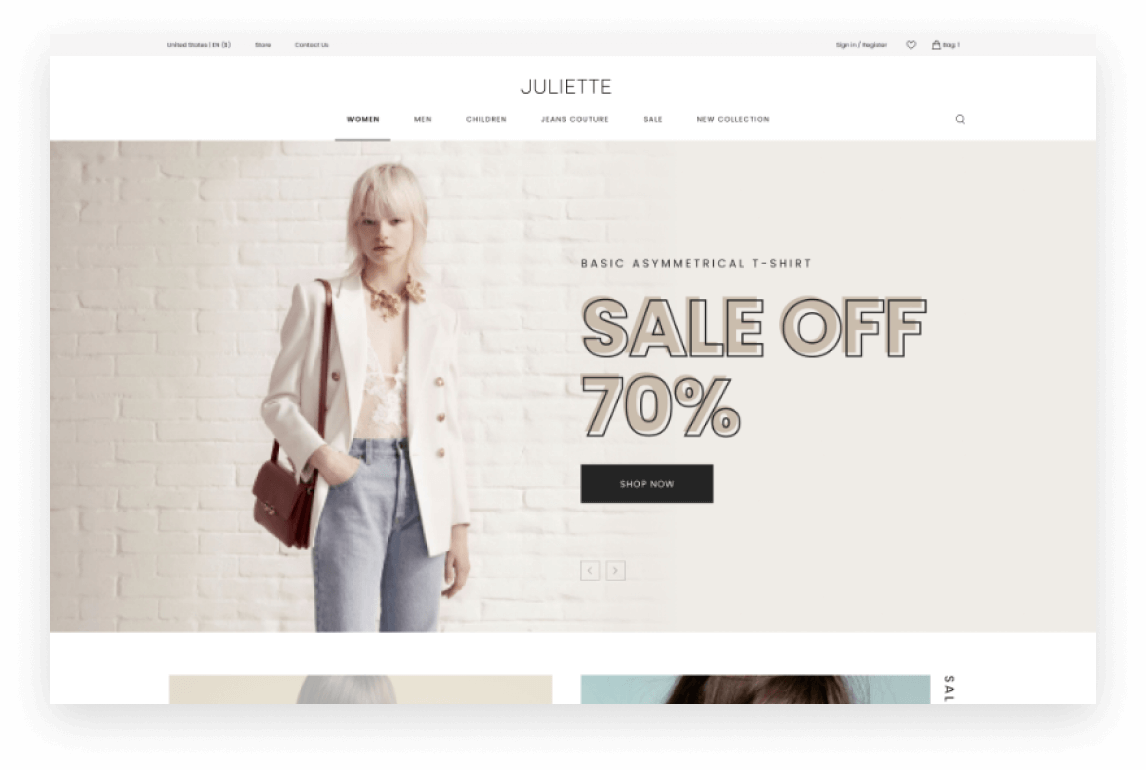 United States | EN ($) Store Contact Us Sign in / Register Bag: 1
JULIETTE
WOMEN MEN CHILDREN JEANS COUTURE SALE NEW COLLECTION
BASIC ASYMMETRICAL T-SHIRT
SALE OFF
70%
SHOP NOW
SAL